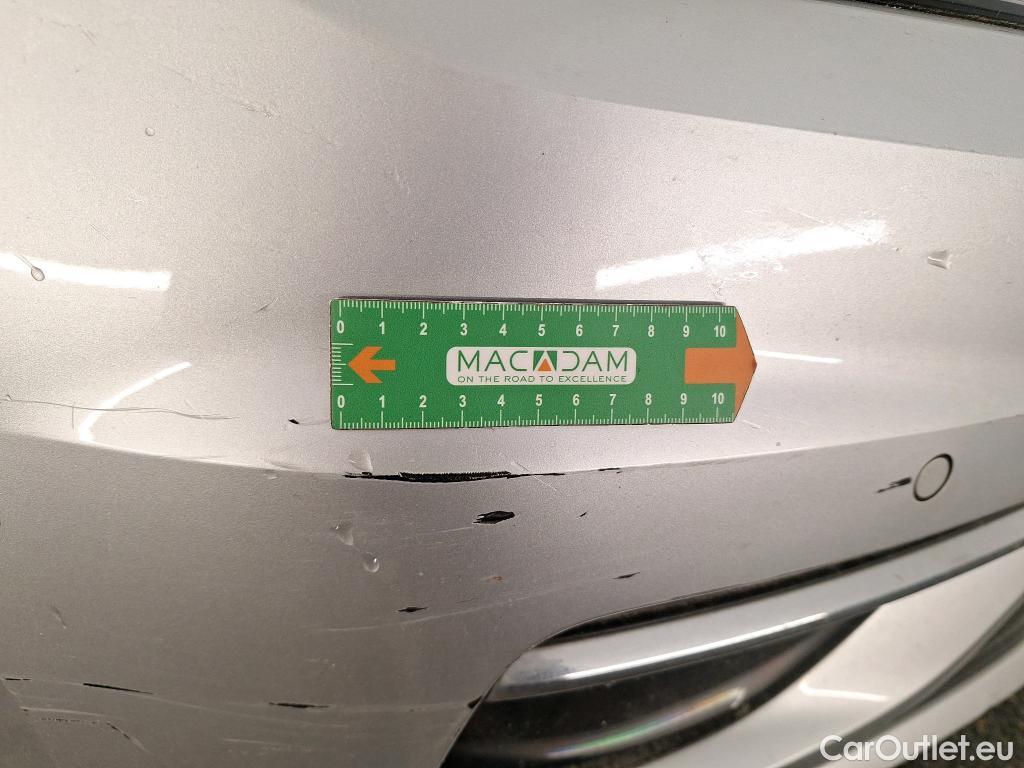 0 1 2 3 4 5 6 7 8 9 10
MACADAM
ON THE ROAD TO EXCELLENCE
0 1 2 3 4 5 6 7 8 9 10
CarOutlet.eu